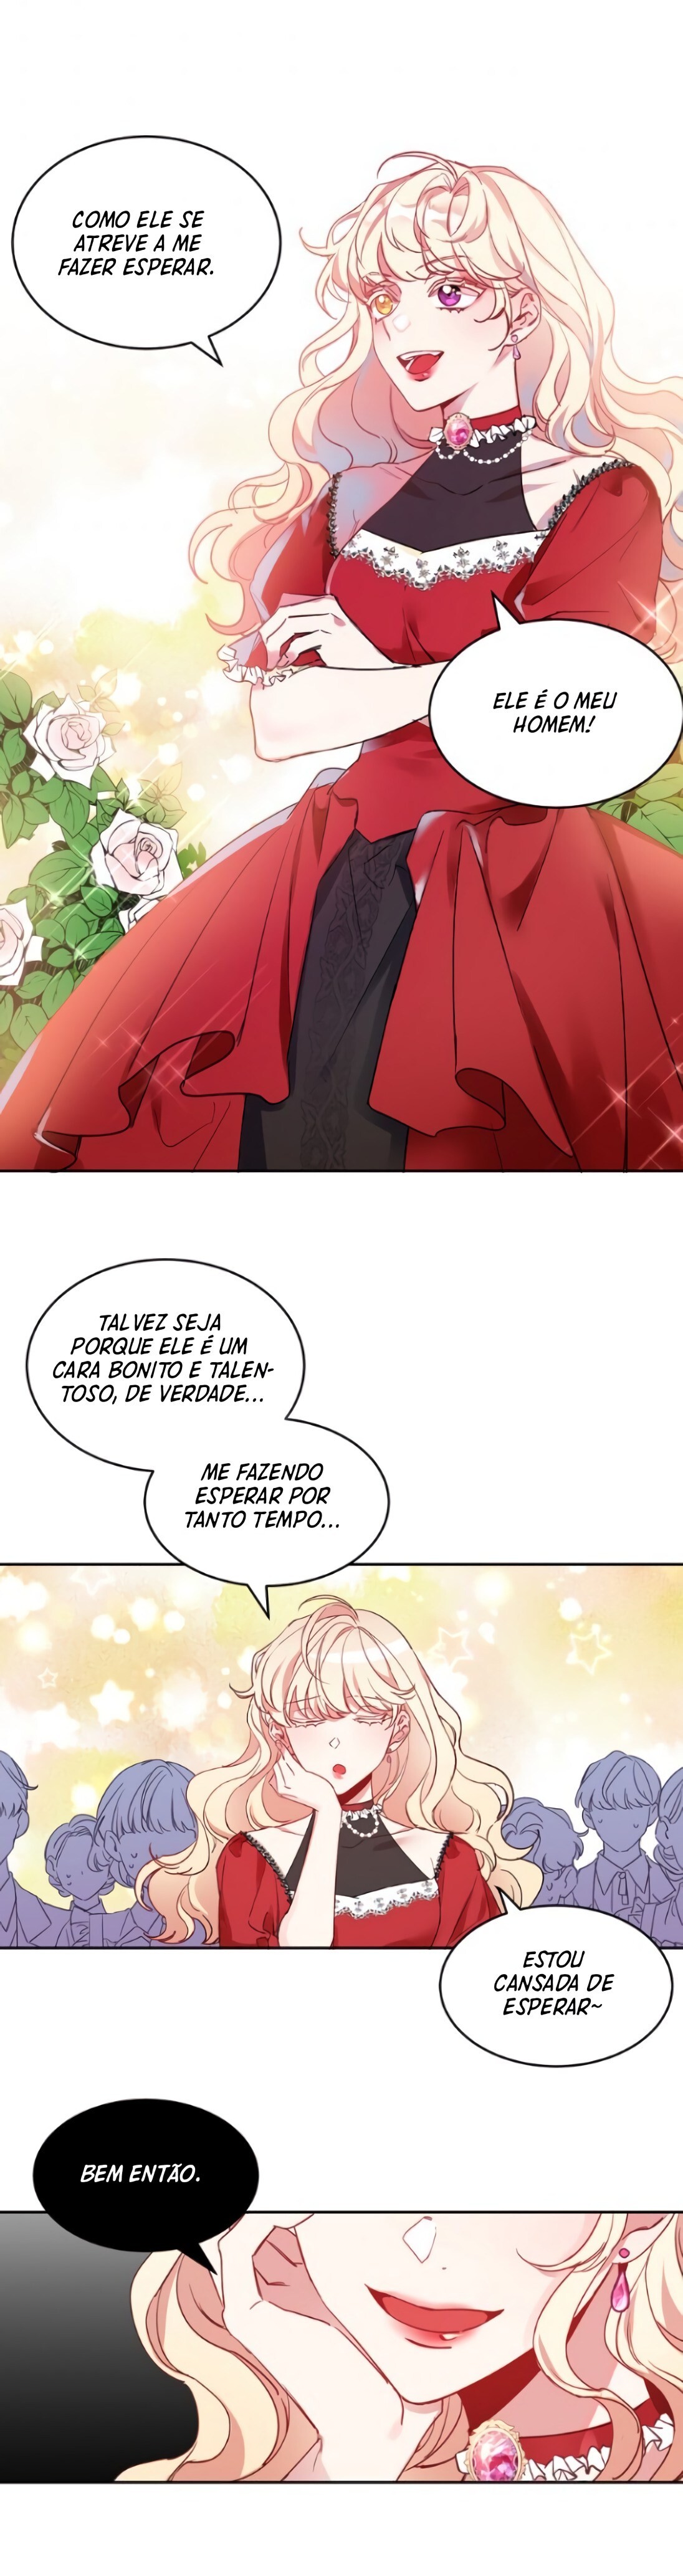 COMO ELE SE
ATREVE A ME
FAZER ESPERAR.
ELE É O MEU
HOMEM!
TALVEZ SEJA
PORQUE ELE É UM
CARA BONITO E TALEN-
TOSO, DE VERDADE...
ME FAZENDO
ESPERAR POR
TANTO TEMPO...
ESTOU
CANSADA DE
ESPERAR~
BEM ENTÃO.